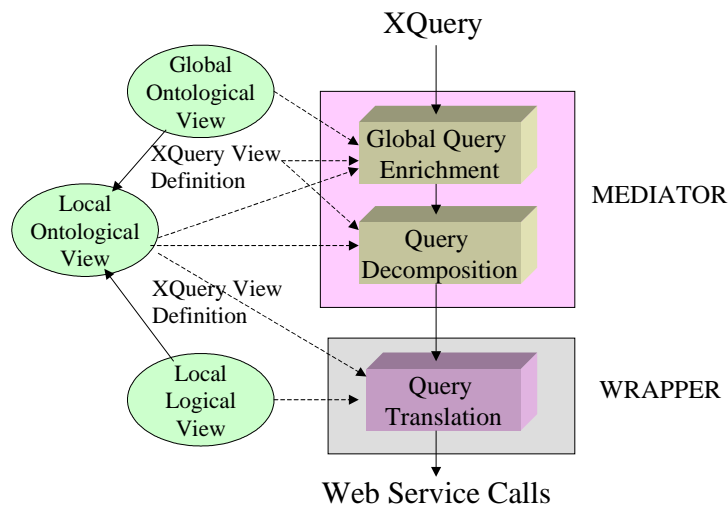 XQuery
Global
Ontological
View
Global Query
Enrichment
XQuery View
Definition
MEDIATOR
Local
Ontological
View
Query
Decomposition
XQuery View
Definition
Local
Logical
View
Query
Translation
WRAPPER
Web Service Calls